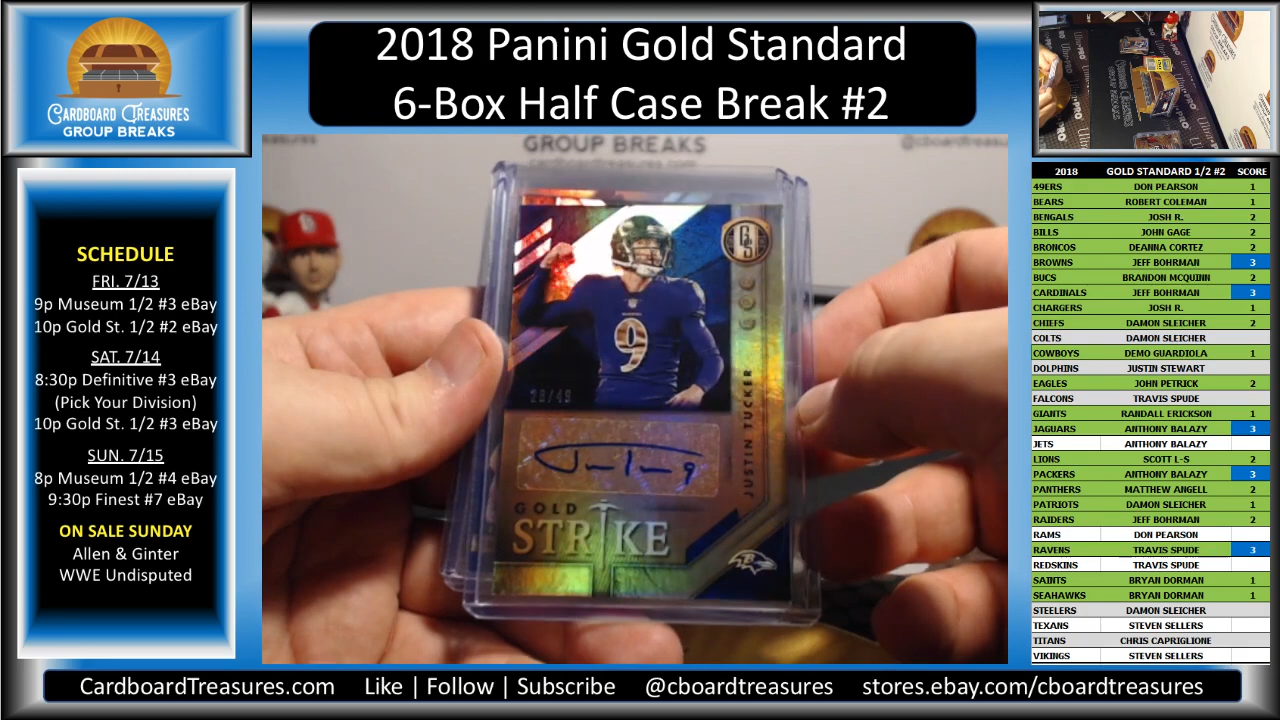 CARDBOARD TREASURES
GROUP BREAKS
2018 Panini Gold Standard
6-Box Half Case Break #2
SCHEDULE
FRI. 7/13
9p Museum 1/2 #3 eBay
10p Gold St. 1/2 #2 eBay
SAT. 7/14
8:30p Definitive #3 eBay
(Pick Your Division)
10p Gold St. 1/2 #3 eBay
SUN. 7/15
8p Museum 1/2 #4 eBay
9:30p Finest #7 eBay
ON SALE SUNDAY
Allen & Ginter
WWE Undisputed
GROUP BREAKS
cardboardtreasures.com
@cboardtreasures
GS
9
28/49
JUSTIN TUCKER
GOLD
STRIKE
2018 GOLD STANDARD 1/2 #2 SCORE
49ERS DON PEARSON 1
BEARS ROBERT COLEMAN 1
BENGALS JOSH R. 2
BILLS JOHN GAGE 2
BRONCOS DEANNA CORTEZ 2
BROWNS JEFF BOHRMAN 3
BUCS BRANDON MCQUINN 2
CARDINALS JEFF BOHRMAN 3
CHARGERS JOSH R. 1
CHIEFS DAMON SLEICHER 2
COLTS DAMON SLEICHER
COWBOYS DEMO GUARDIOLA 1
DOLPHINS JUSTIN STEWART
EAGLES JOHN PETRICK 2
FALCONS TRAVIS SPUDE
GIANTS RANDALL ERICKSON 1
JAGUARS ANTHONY BALAZY 3
JETS ANTHONY BALAZY
LIONS SCOTT L-S 2
PACKERS ANTHONY BALAZY 3
PANTHERS MATTHEW ANGELL 2
PATRIOTS DAMON SLEICHER 1
RAIDERS JEFF BOHRMAN 2
RAMS DON PEARSON
RAVENS TRAVIS SPUDE 3
REDSKINS TRAVIS SPUDE
SAINTS BRYAN DORMAN 1
SEAHAWKS BRYAN DORMAN 1
STEELERS DAMON SLEICHER
TEXANS STEVEN SELLERS
TITANS CHRIS CAPRIGLIONE
VIKINGS STEVEN SELLERS
CardboardTreasures.com Like | Follow | Subscribe @cboardtreasures stores.ebay.com/cboardtreasures